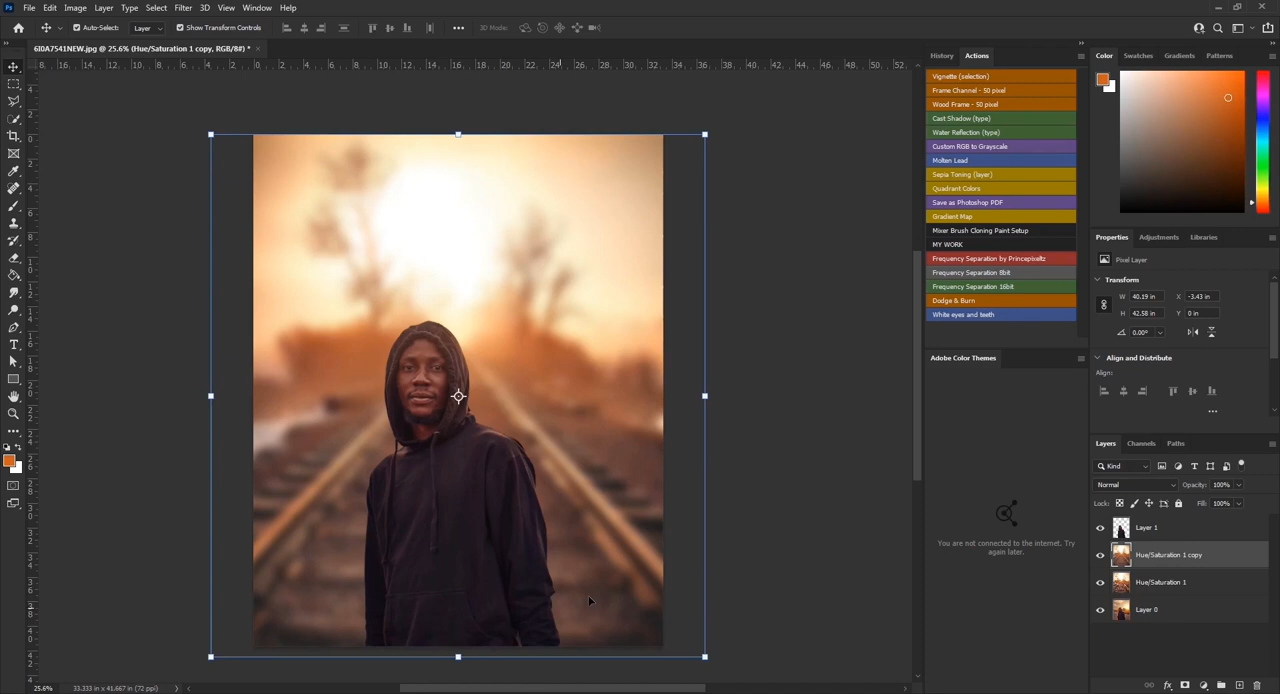 Ps File Edit Image Layer Type Select Filter 3D View Window Help
Auto-Select: Layer Show Transform Controls 3D Mode:
6I0A7541NEW.jpg @ 25.6% (Hue/Saturation 1 copy, RGB/8#) *
History Actions
Vignette (selection)
Frame Channel - 50 pixel
Wood Frame - 50 pixel
Cast Shadow (type)
Water Reflection (type)
Custom RGB to Grayscale
Molten Lead
Sepia Toning (layer)
Quadrant Colors
Save as Photoshop PDF
Gradient Map
Mixer Brush Cloning Paint Setup
MY WORK
Frequency Separation by Princepixeltz
Frequency Separation 8bit
Frequency Separation 16bit
Dodge & Burn
White eyes and teeth
Adobe Color Themes
You are not connected to the internet. Try
again later.
Color Swatches Gradients Patterns
Properties Adjustments Libraries
Pixel Layer
Transform
W 40.19 in X -3.43 in
H 42.58 in Y 0 in
0.00°
Align and Distribute
Align:
Layers Channels Paths
Kind
Normal Opacity: 100%
Lock: Fill: 100%
Layer 1
Hue/Saturation 1 copy
Hue/Saturation 1
Layer 0
25.6% 33.333 in x 41.667 in (72 ppi)